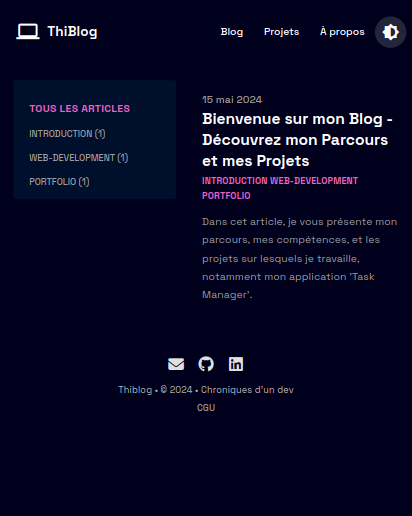 ThiBlog
Blog Projets À propos
TOUS LES ARTICLES
INTRODUCTION (1)
WEB-DEVELOPMENT (1)
PORTFOLIO (1)
15 mai 2024
Bienvenue sur mon Blog -
Découvrez mon Parcours
et mes Projets
INTRODUCTION WEB-DEVELOPMENT
PORTFOLIO
Dans cet article, je vous présente mon
parcours, mes compétences, et les
projets sur lesquels je travaille,
notamment mon application 'Task
Manager'.
Thiblog • © 2024 • Chroniques d'un dev
CGU